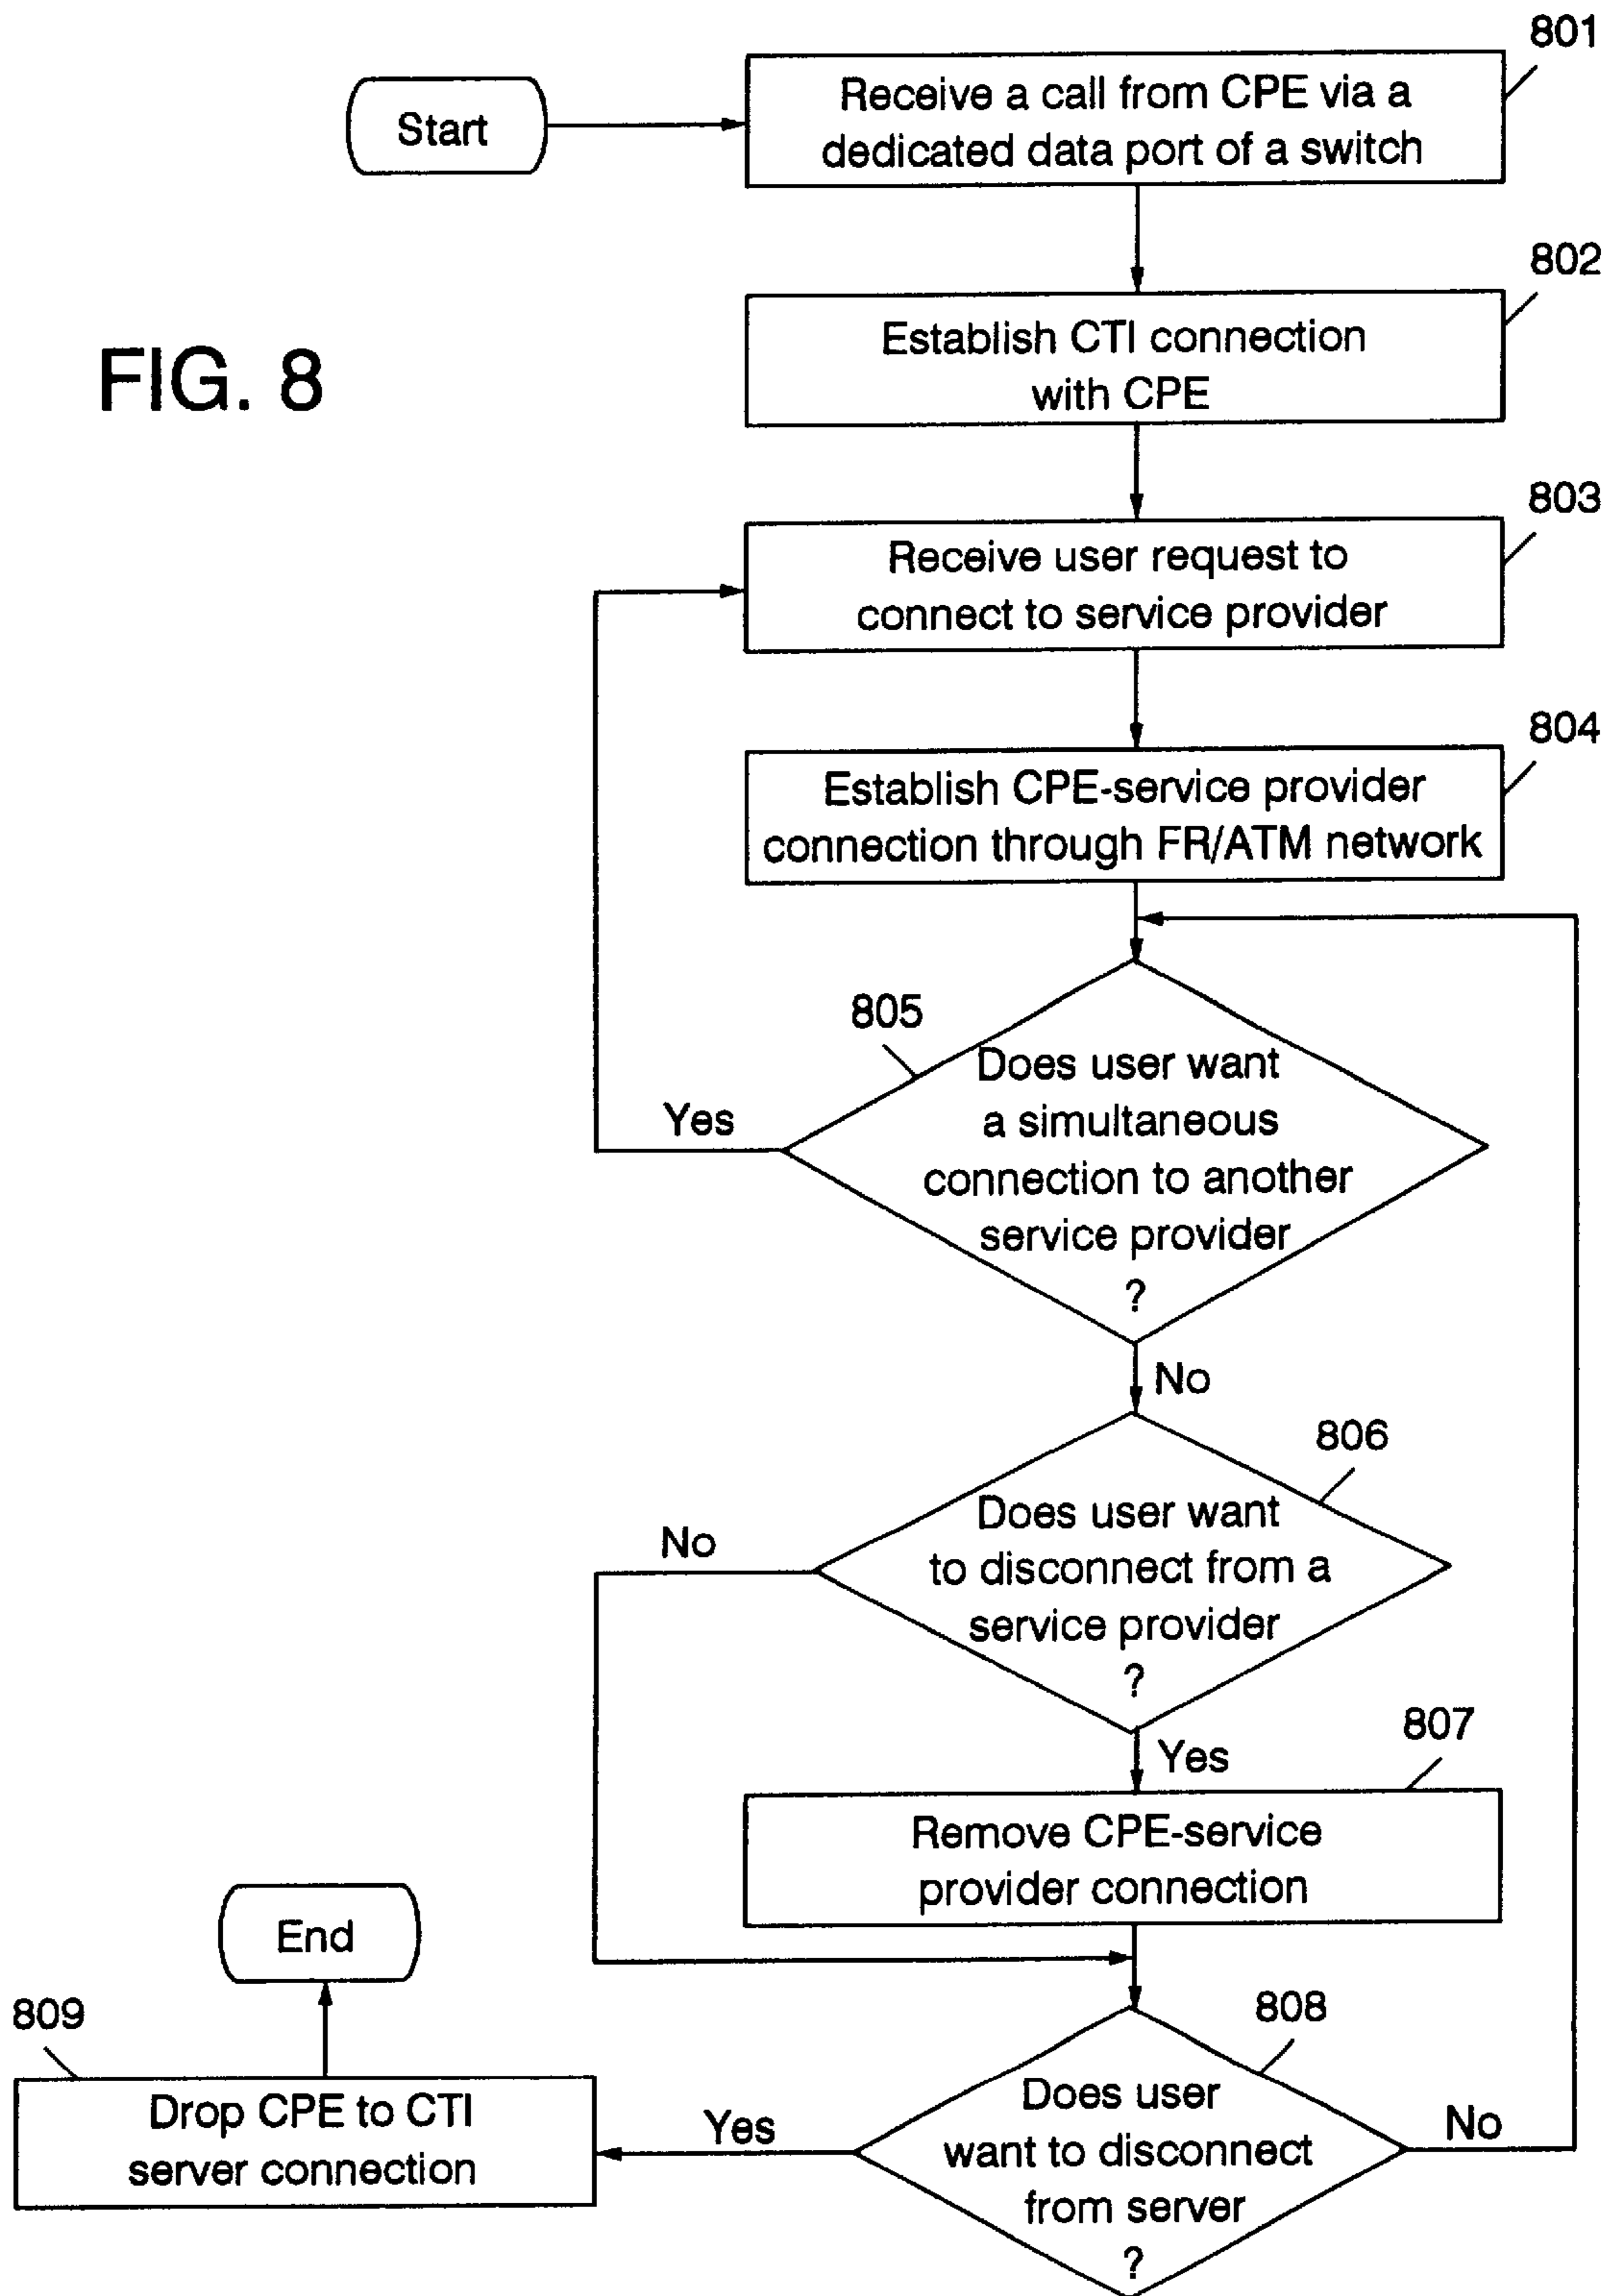 801
Start
Receive a call from CPE via a
dedicated data port of a switch
802
FIG. 8
Establish CTI connection
with CPE
803
Receive user request to
connect to service provider
804
Establish CPE-service provider
connection through FR/ATM network
805
Does user want
a simultaneous
connection to another
service provider
?
Yes
No
806
Does user want
to disconnect from a
service provider
?
No
Yes
807
Remove CPE-service
provider connection
End
808
809
Does user
want to disconnect
from server
?
Yes
No
Drop CPE to CTI
server connection